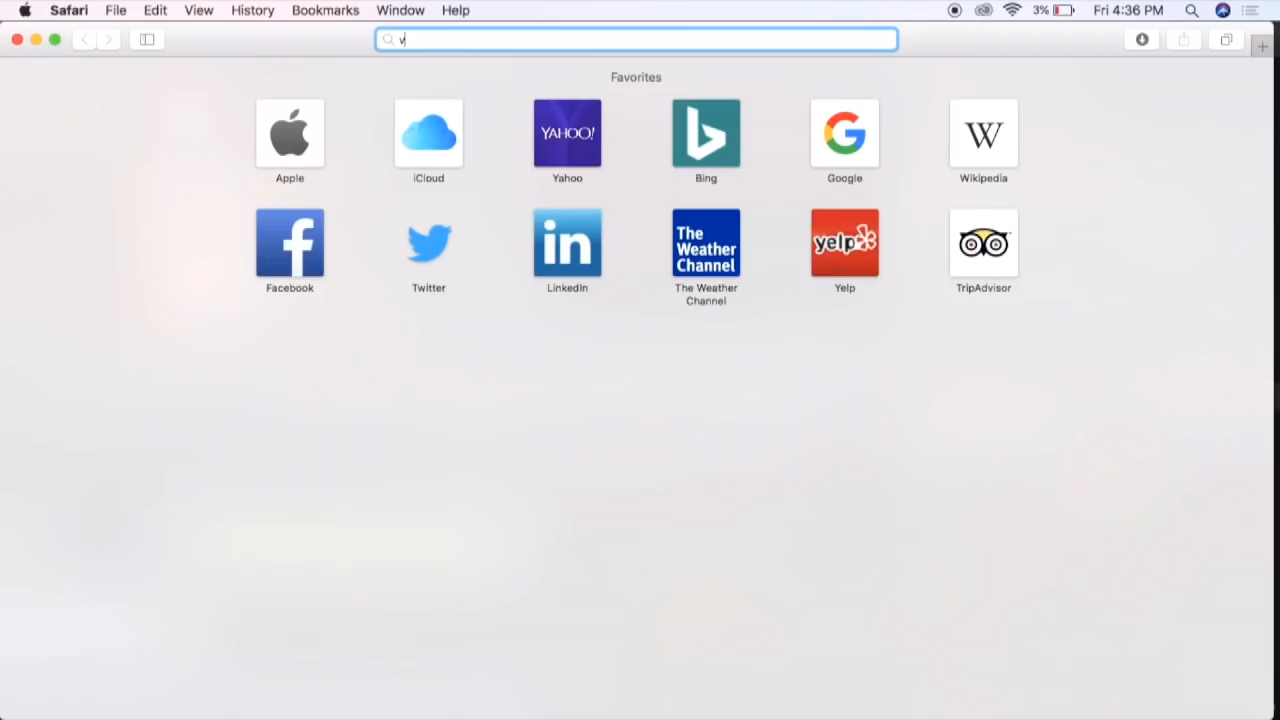 Safari File Edit View History Bookmarks Window Help 3% Fri 4:36 PM
v
Favorites
YAHOO! W
Apple iCloud Yahoo Bing Google Wikipedia
f in The Weather Channel yelp
Facebook Twitter LinkedIn The Weather Channel Yelp TripAdvisor